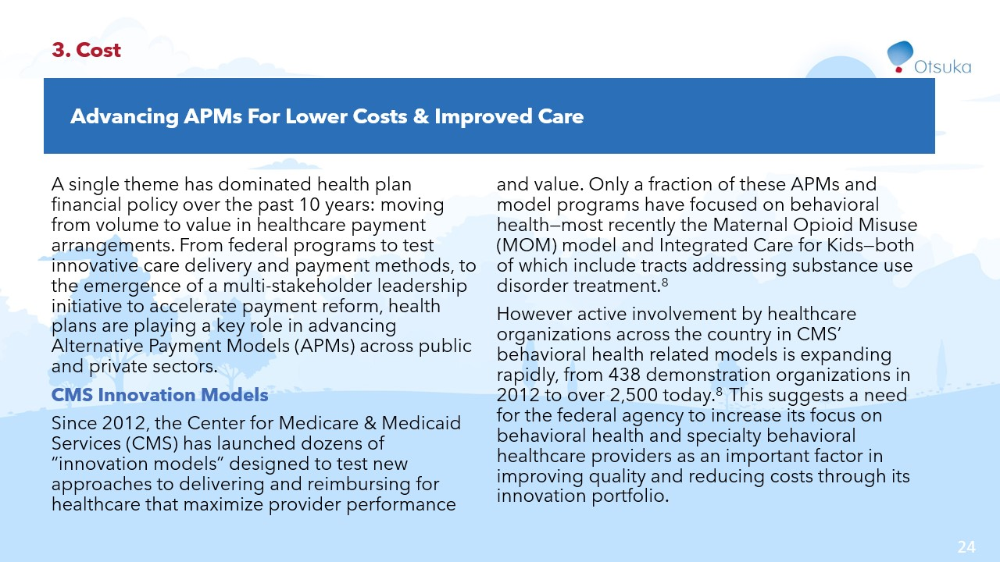 3. Cost
Otsuka
Advancing APMs For Lower Costs & Improved Care
A single theme has dominated health plan
financial policy over the past 10 years: moving
from volume to value in healthcare payment
arrangements. From federal programs to test
innovative care delivery and payment methods, to
the emergence of a multi-stakeholder leadership
initiative to accelerate payment reform, health
plans are playing a key role in advancing
Alternative Payment Models (APMs) across public
and private sectors.
CMS Innovation Models
Since 2012, the Center for Medicare & Medicaid
Services (CMS) has launched dozens of
“innovation models” designed to test new
approaches to delivering and reimbursing for
healthcare that maximize provider performance
and value. Only a fraction of these APMs and
model programs have focused on behavioral
health—most recently the Maternal Opioid Misuse
(MOM) model and Integrated Care for Kids—both
of which include tracts addressing substance use
disorder treatment.⁸
However active involvement by healthcare
organizations across the country in CMS’
behavioral health related models is expanding
rapidly, from 438 demonstration organizations in
2012 to over 2,500 today.⁸ This suggests a need
for the federal agency to increase its focus on
behavioral health and specialty behavioral
healthcare providers as an important factor in
improving quality and reducing costs through its
innovation portfolio.
24